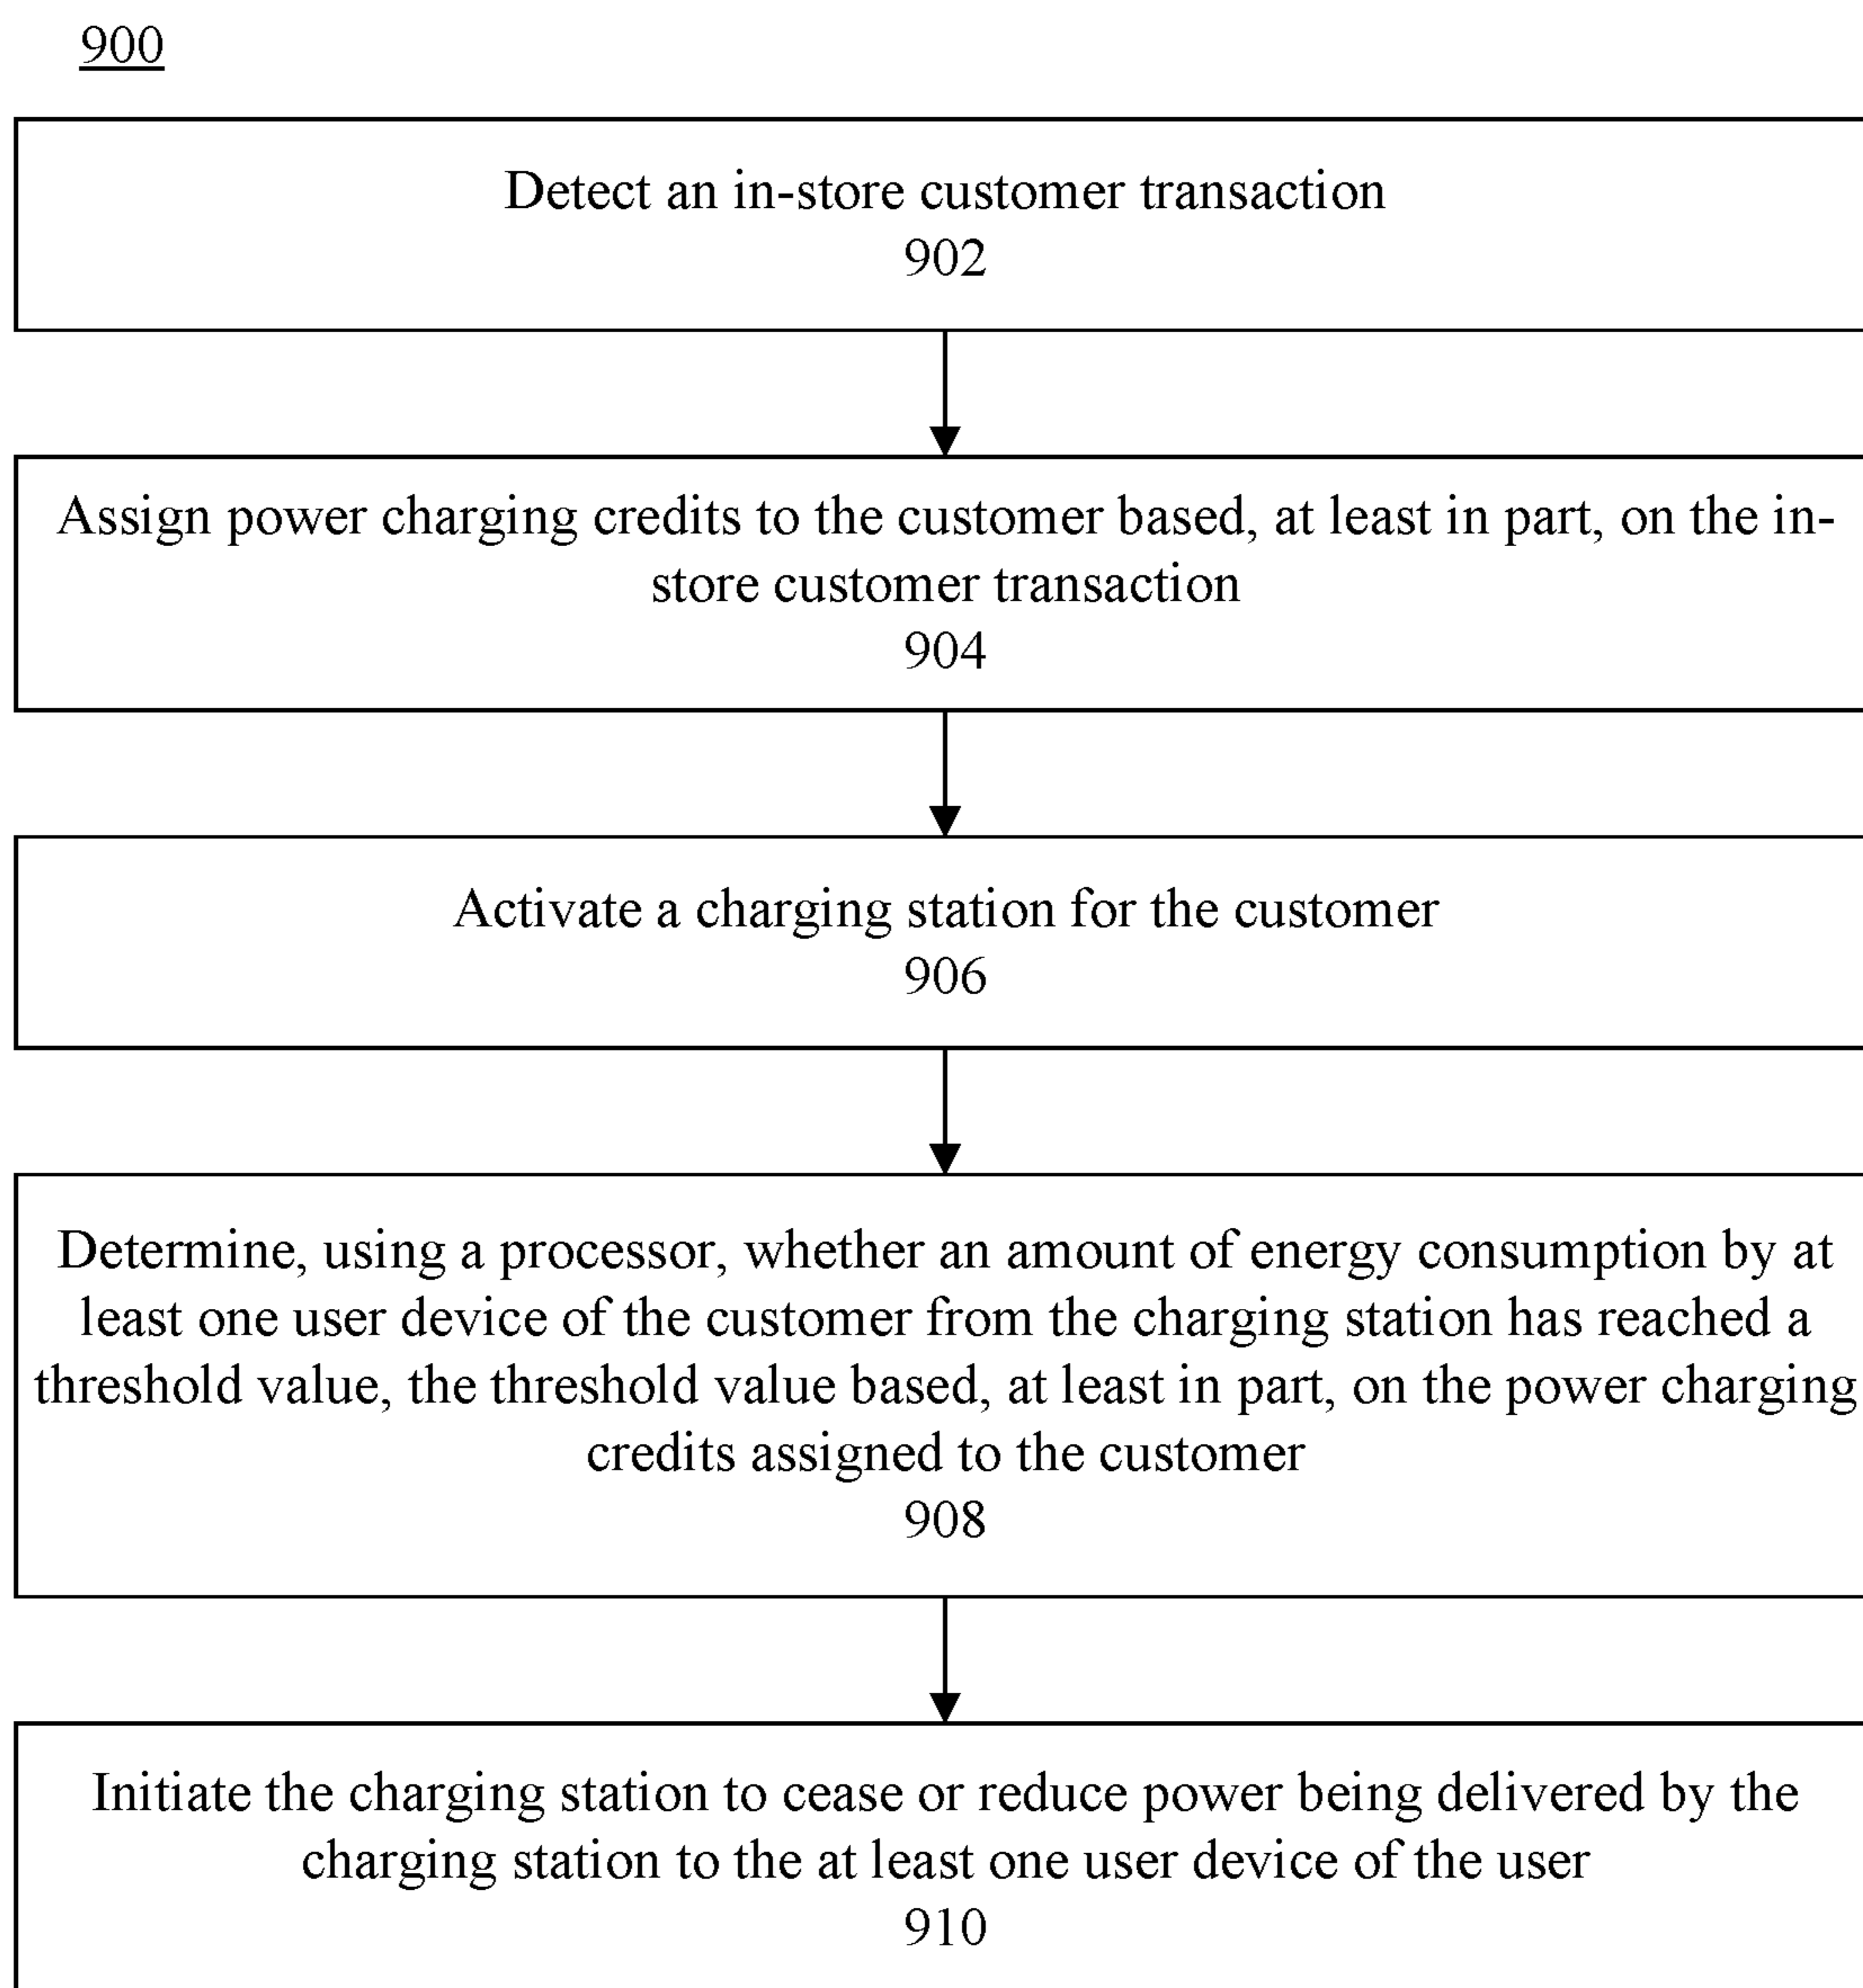 900
Detect an in-store customer transaction
902
Assign power charging credits to the customer based, at least in part, on the in-
store customer transaction
904
Activate a charging station for the customer
906
Determine, using a processor, whether an amount of energy consumption by at
least one user device of the customer from the charging station has reached a
threshold value, the threshold value based, at least in part, on the power charging
credits assigned to the customer
908
Initiate the charging station to cease or reduce power being delivered by the
charging station to the at least one user device of the user
910